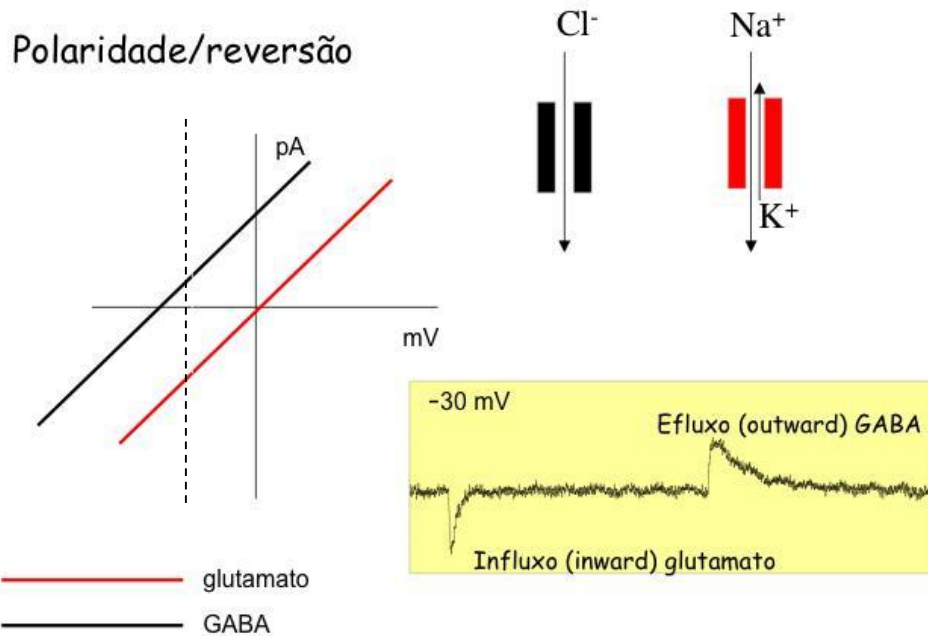 Polaridade/reversão
Cl⁻
Na⁺
K⁺
pA
mV
-30 mV
Efluxo (outward) GABA
Influxo (inward) glutamato
glutamato
GABA